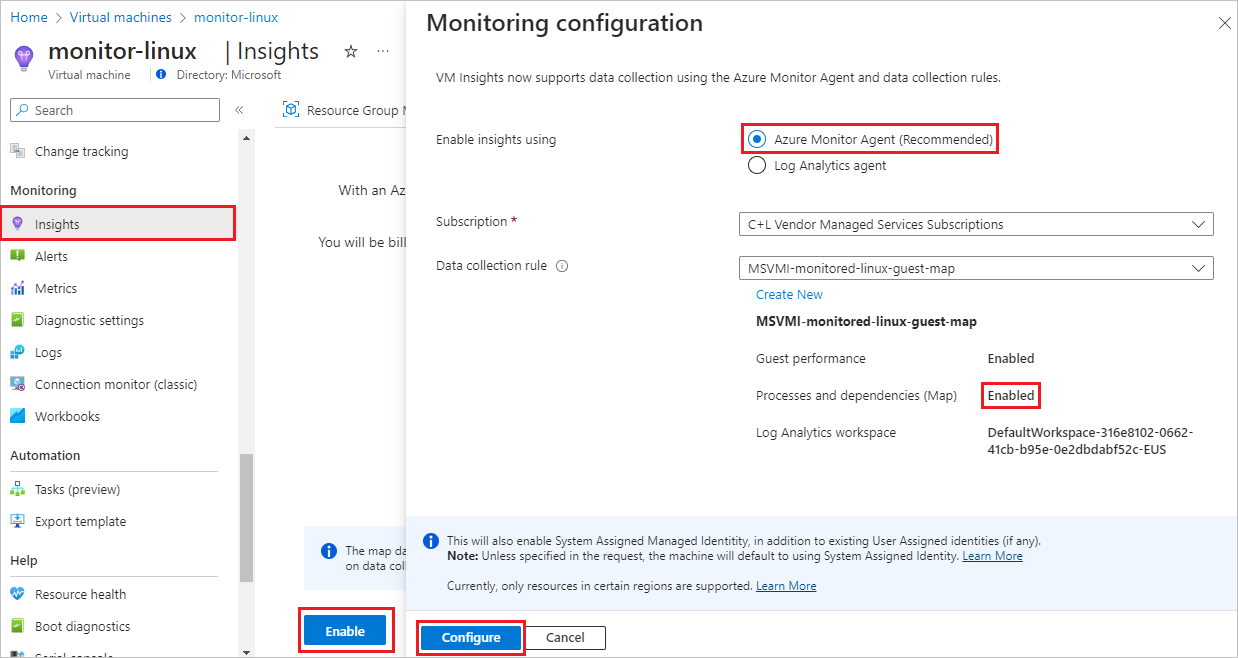 Home > Virtual machines > monitor-linux
monitor-linux | Insights ☆ ...
Virtual machine
Directory: Microsoft
Search
«
Change tracking
Monitoring
Insights
Alerts
Metrics
Diagnostic settings
Logs
Connection monitor (classic)
Workbooks
Automation
Tasks (preview)
Export template
Help
Resource health
Boot diagnostics
Serial console
Resource Group
With an Az
You will be bill
The map da
on data coll
Enable
Monitoring configuration
VM Insights now supports data collection using the Azure Monitor Agent and data collection rules.
Enable insights using
Azure Monitor Agent (Recommended)
Log Analytics agent
Subscription *
C+L Vendor Managed Services Subscriptions
Data collection rule
MSVMI-monitored-linux-guest-map
Create New
MSVMI-monitored-linux-guest-map
Guest performance Enabled
Processes and dependencies (Map) Enabled
Log Analytics workspace DefaultWorkspace-316e8102-0662-
41cb-b95e-0e2dbdabf52c-EUS
This will also enable System Assigned Managed Identitity, in addition to existing User Assigned identities (if any).
Note: Unless specified in the request, the machine will default to using System Assigned Identity. Learn More
Currently, only resources in certain regions are supported. Learn More
Configure
Cancel